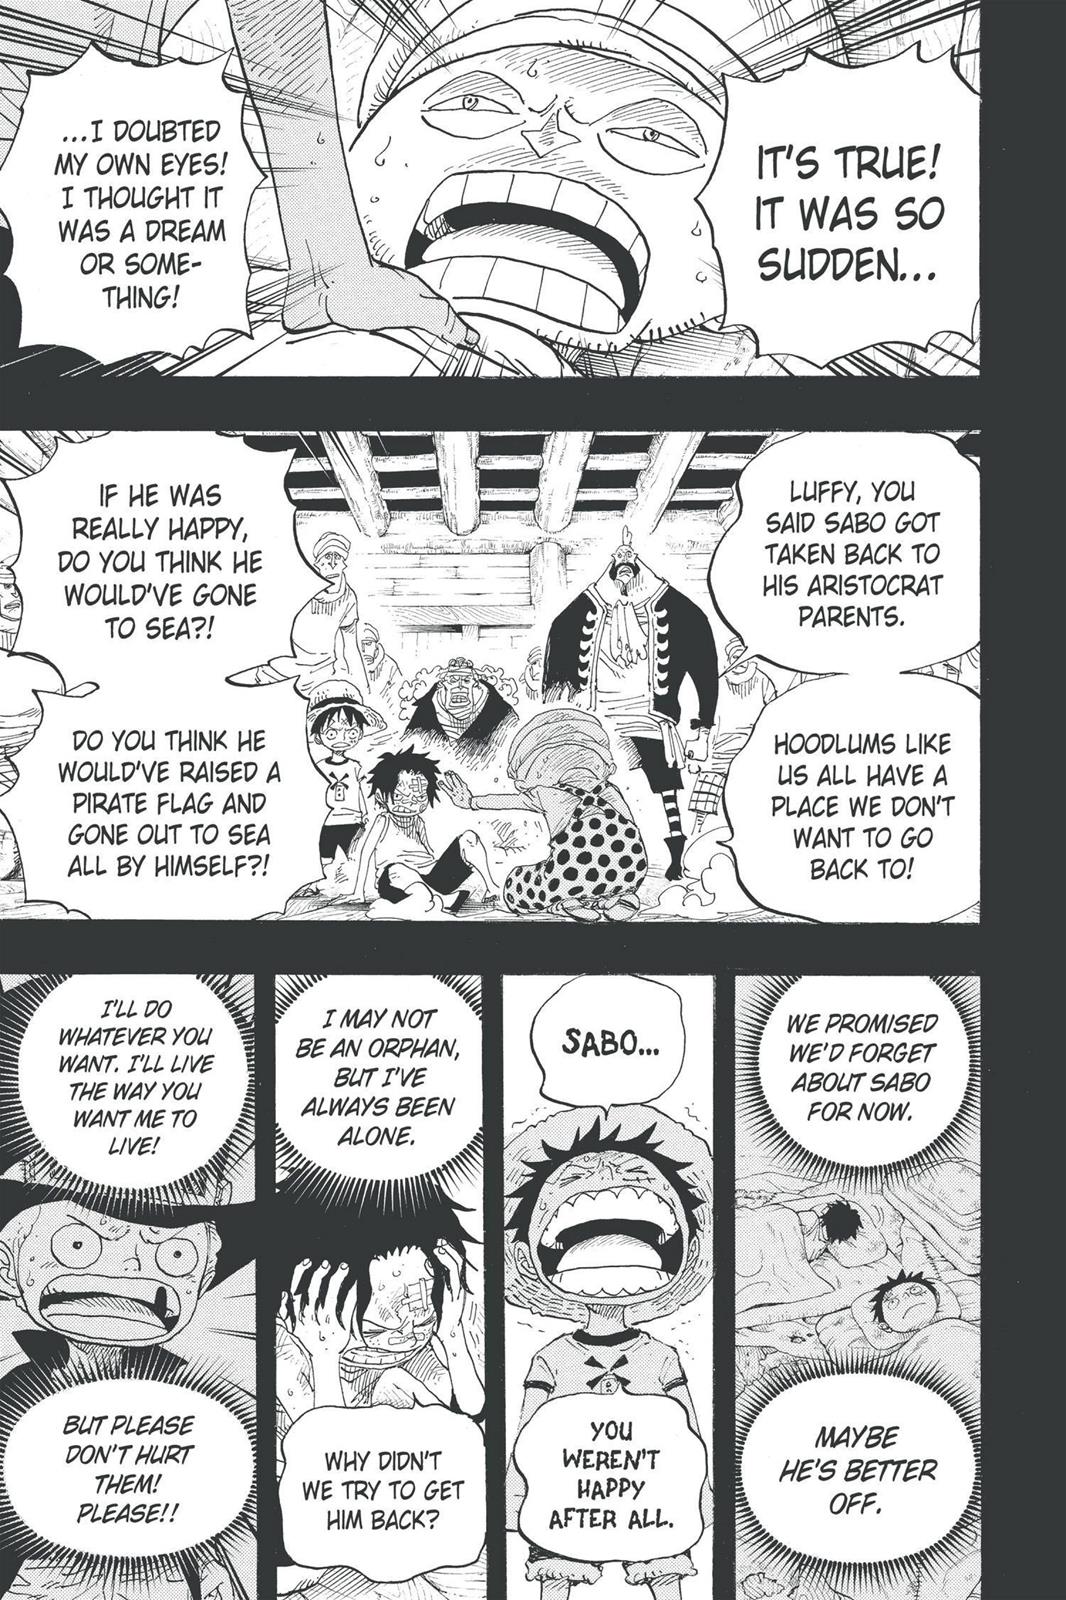 IT'S TRUE!
IT WAS SO
SUDDEN...
...I DOUBTED
MY OWN EYES!
I THOUGHT IT
WAS A DREAM
OR SOME-
THING!
LUFFY, YOU
SAID SABO GOT
TAKEN BACK TO
HIS ARISTOCRAT
PARENTS.
HOODLUMS LIKE
US ALL HAVE A
PLACE WE DON'T
WANT TO GO
BACK TO!
IF HE WAS
REALLY HAPPY,
DO YOU THINK HE
WOULD'VE GONE
TO SEA?!
DO YOU THINK HE
WOULD'VE RAISED A
PIRATE FLAG AND
GONE OUT TO SEA
ALL BY HIMSELF?!
WE PROMISED
WE'D FORGET
ABOUT SABO
FOR NOW.
MAYBE
HE'S BETTER
OFF.
SABO...
YOU
WEREN'T
HAPPY
AFTER ALL.
I MAY NOT
BE AN ORPHAN,
BUT I'VE
ALWAYS BEEN
ALONE.
WHY DIDN'T
WE TRY TO GET
HIM BACK?
I'LL DO
WHATEVER YOU
WANT. I'LL LIVE
THE WAY YOU
WANT ME TO
LIVE!
BUT PLEASE
DON'T HURT
THEM!
PLEASE!!